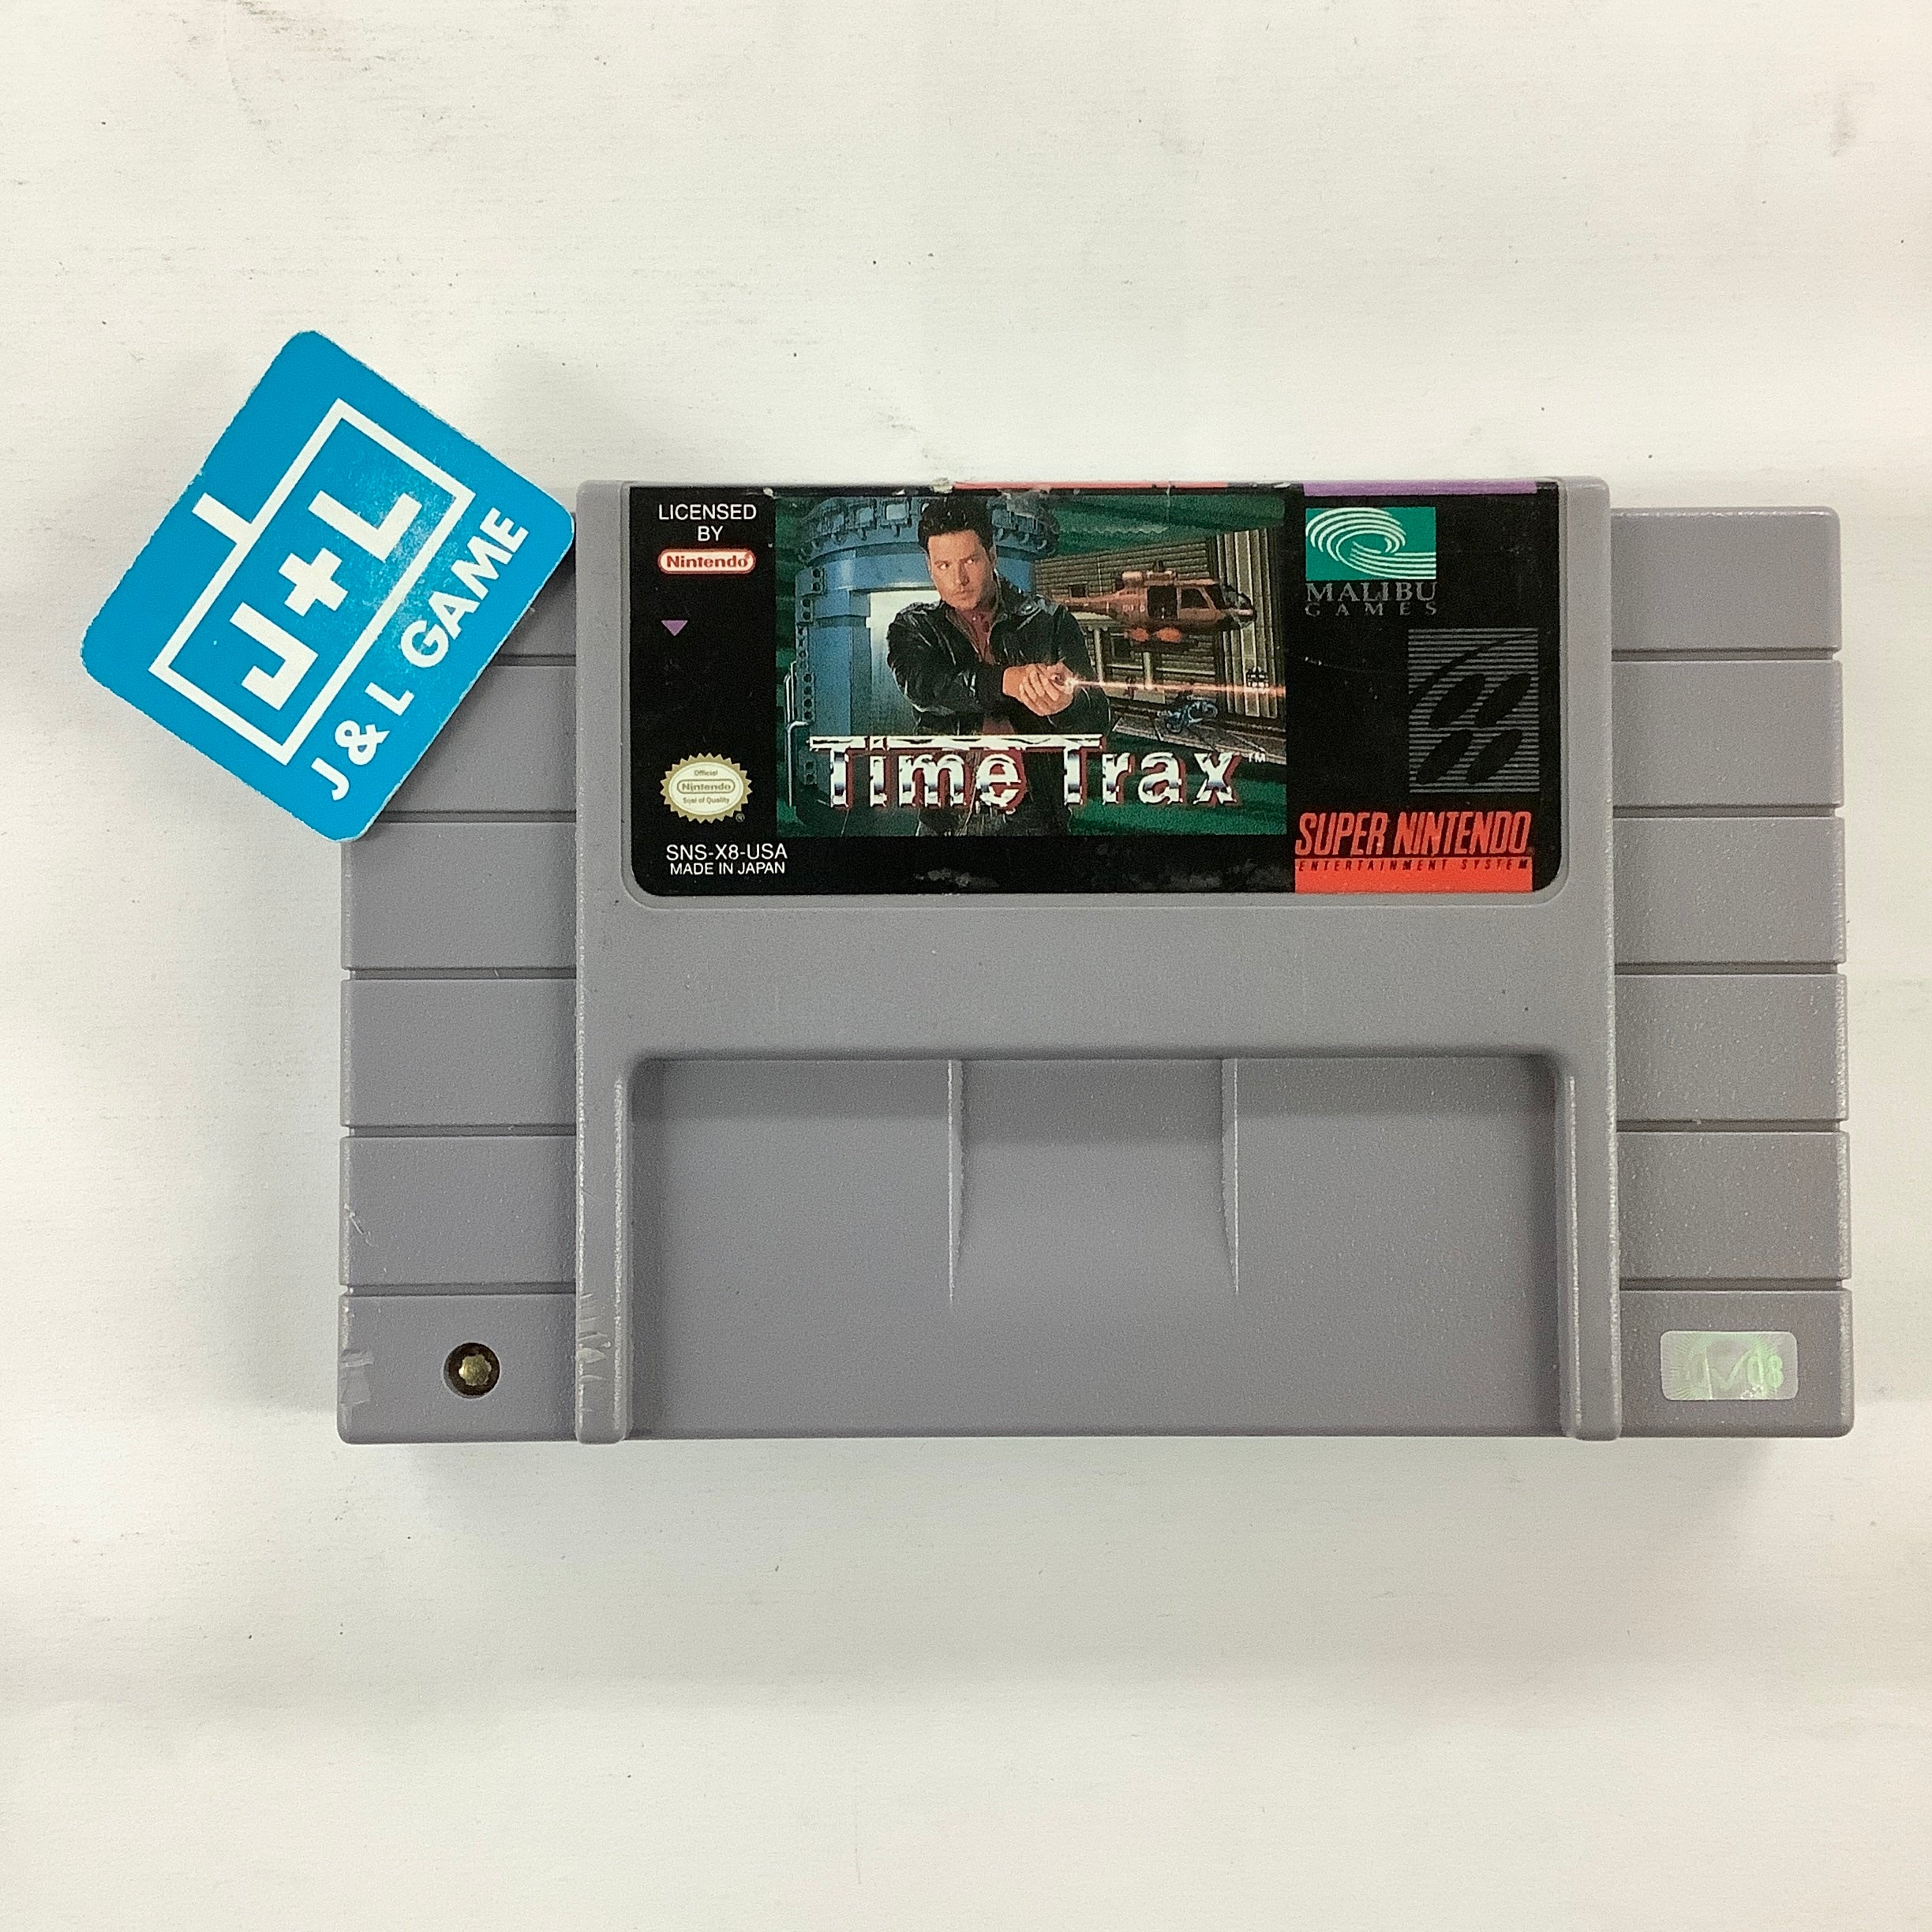 J+L
J & L GAME
LICENSED
BY
Nintendo
Official
Nintendo
Seal of Quality
SNS-X8-USA
MADE IN JAPAN
Time Trax™
MALIBU
GAMES
SUPER NINTENDO
ENTERTAINMENT SYSTEM